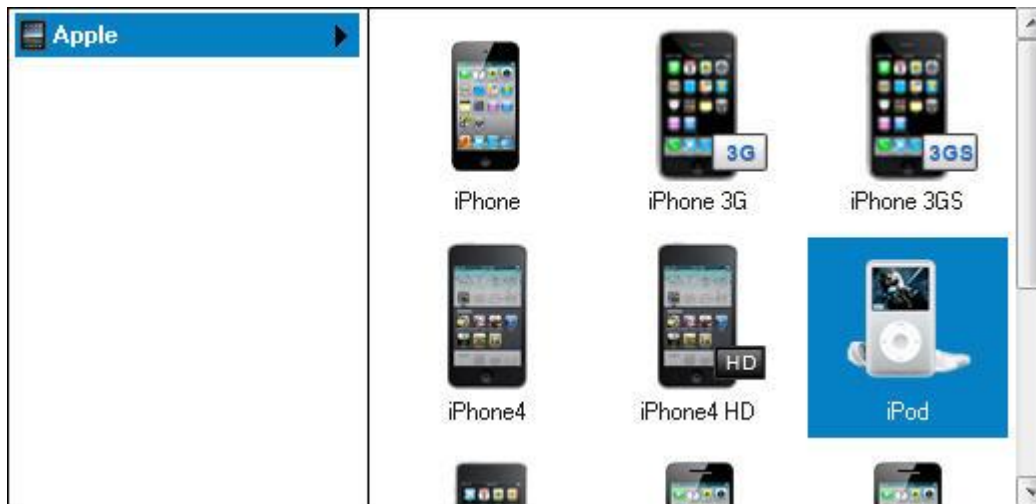 Apple
3G
3GS
iPhone
iPhone 3G
iPhone 3GS
HD
iPhone4
iPhone4 HD
iPod